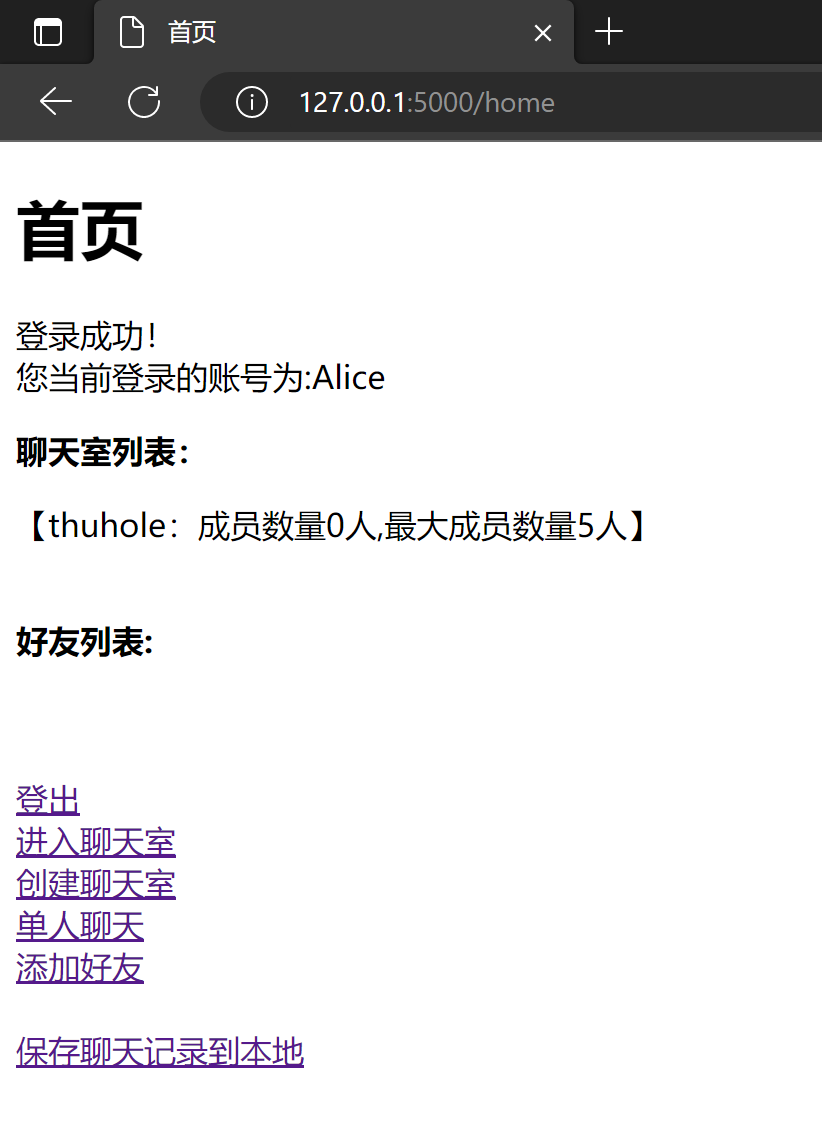 首页
127.0.0.1:5000/home
首页
登录成功！
您当前登录的账号为:Alice
聊天室列表：
【thuhole：成员数量0人,最大成员数量5人】
好友列表:
登出
进入聊天室
创建聊天室
单人聊天
添加好友
保存聊天记录到本地